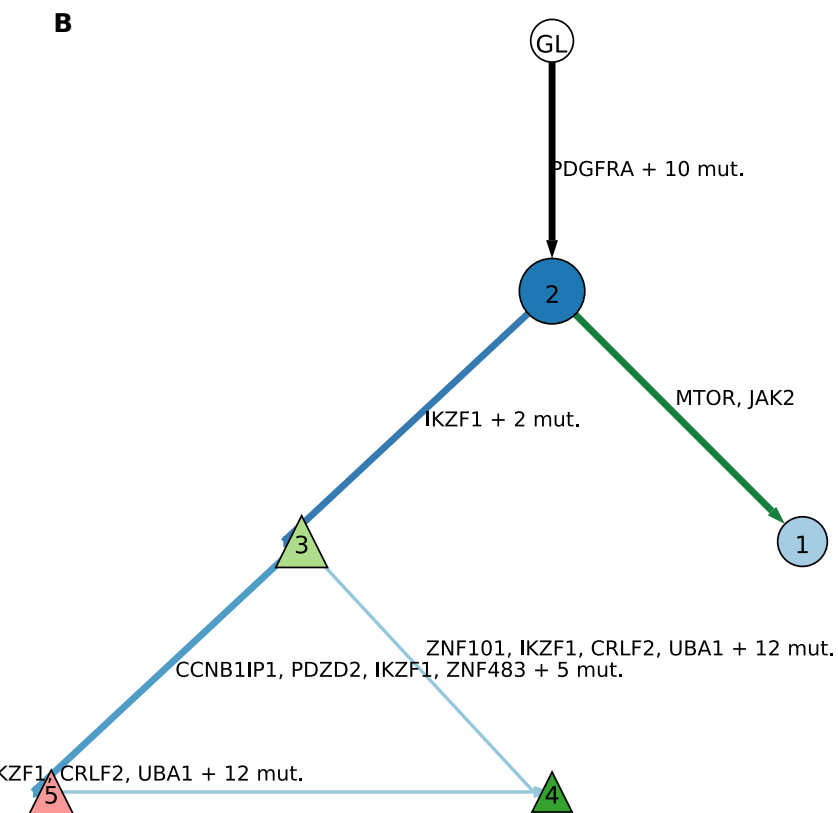 B
GL
PDGFRA + 10 mut.
2
MTOR, JAK2
IKZF1 + 2 mut.
3
1
ZNF101, IKZF1, CRLF2, UBA1 + 12 mut.
CCNB1IP1, PDZD2, IKZF1, ZNF483 + 5 mut.
KZF1, CRLF2, UBA1 + 12 mut.
5
4